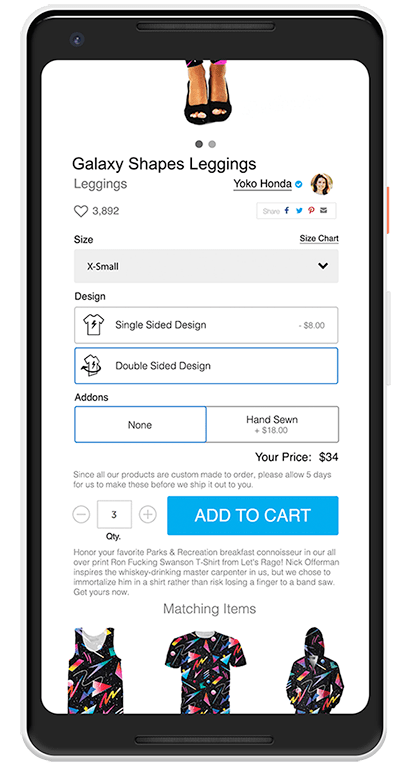 Galaxy Shapes Leggings
Leggings
Yoko Honda
3,892
Share
Size
Size Chart
X-Small
Design
Single Sided Design
- $8.00
Double Sided Design
Addons
None
Hand Sewn
+ $18.00
Your Price: $34
Since all our products are custom made to order, please allow 5 days
for us to make these before we ship it out to you.
3
Qty.
ADD TO CART
Honor your favorite Parks & Recreation breakfast connoisseur in our all
over print Ron Fucking Swanson T-Shirt from Let's Rage! Nick Offerman
inspires the whiskey-drinking master carpenter in us, but we chose to
immortalize him in a shirt rather than risk losing a finger to a band saw.
Get yours now.
Matching Items